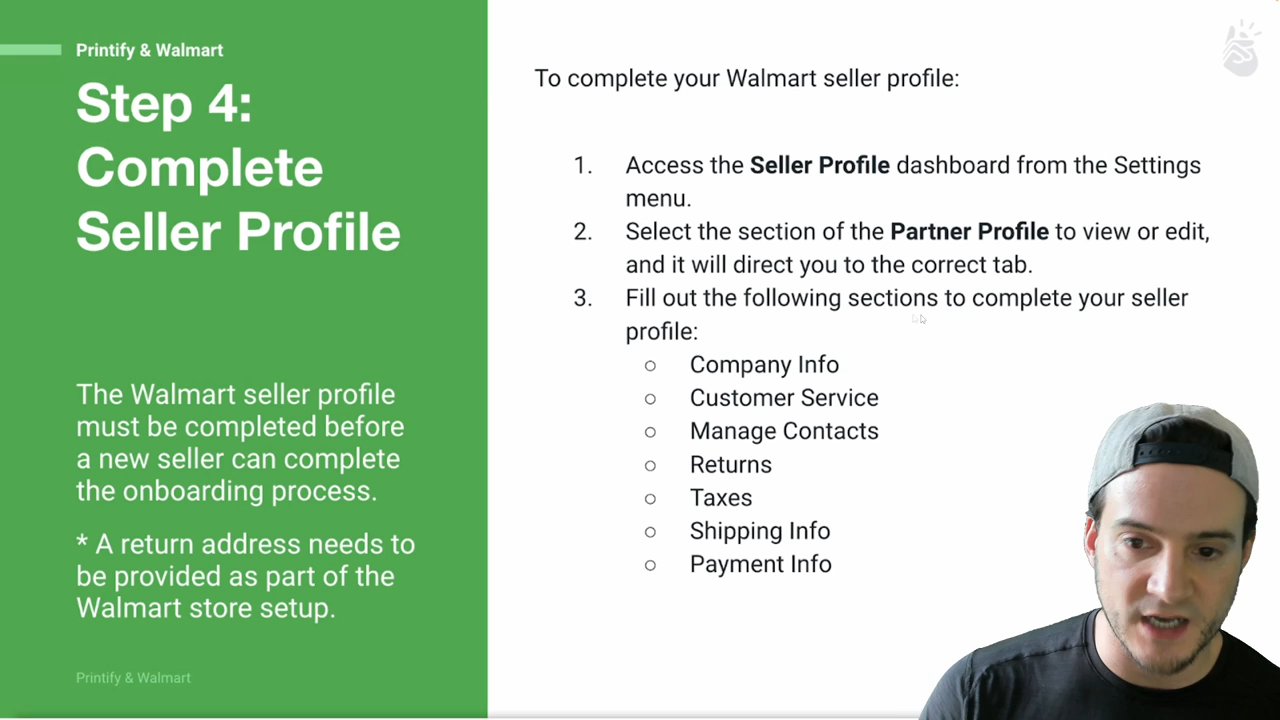 Printify & Walmart
Step 4:
Complete
Seller Profile
The Walmart seller profile
must be completed before
a new seller can complete
the onboarding process.
* A return address needs to
be provided as part of the
Walmart store setup.
Printify & Walmart
To complete your Walmart seller profile:
1. Access the Seller Profile dashboard from the Settings
menu.
2. Select the section of the Partner Profile to view or edit,
and it will direct you to the correct tab.
3. Fill out the following sections to complete your seller
profile:
○ Company Info
○ Customer Service
○ Manage Contacts
○ Returns
○ Taxes
○ Shipping Info
○ Payment Info